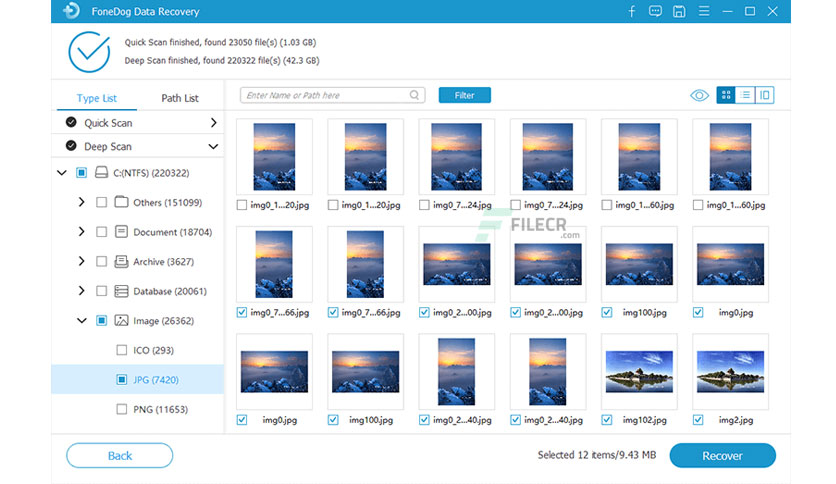 FoneDog Data Recovery
Quick Scan finished, found 23050 file(s) (1.03 GB)
Deep Scan finished, found 220322 file(s) (42.3 GB)
Type List
Path List
Enter Name or Path here
Filter
Quick Scan
Deep Scan
C:(NTFS) (220322)
Others (151099)
Document (18704)
Archive (3627)
Database (20061)
Image (26362)
ICO (293)
JPG (7420)
PNG (11653)
img0_1...20.jpg
img0_1...20.jpg
img0_7...24.jpg
img0_7...24.jpg
img0_1...60.jpg
img0_1...60.jpg
FILECR
.com
img0_7...66.jpg
img0_7...66.jpg
img0_2...00.jpg
img0_2...00.jpg
img100.jpg
img0.jpg
img0.jpg
img100.jpg
img0_2...40.jpg
img0_2...40.jpg
img102.jpg
img2.jpg
Back
Selected 12 items/9.43 MB
Recover